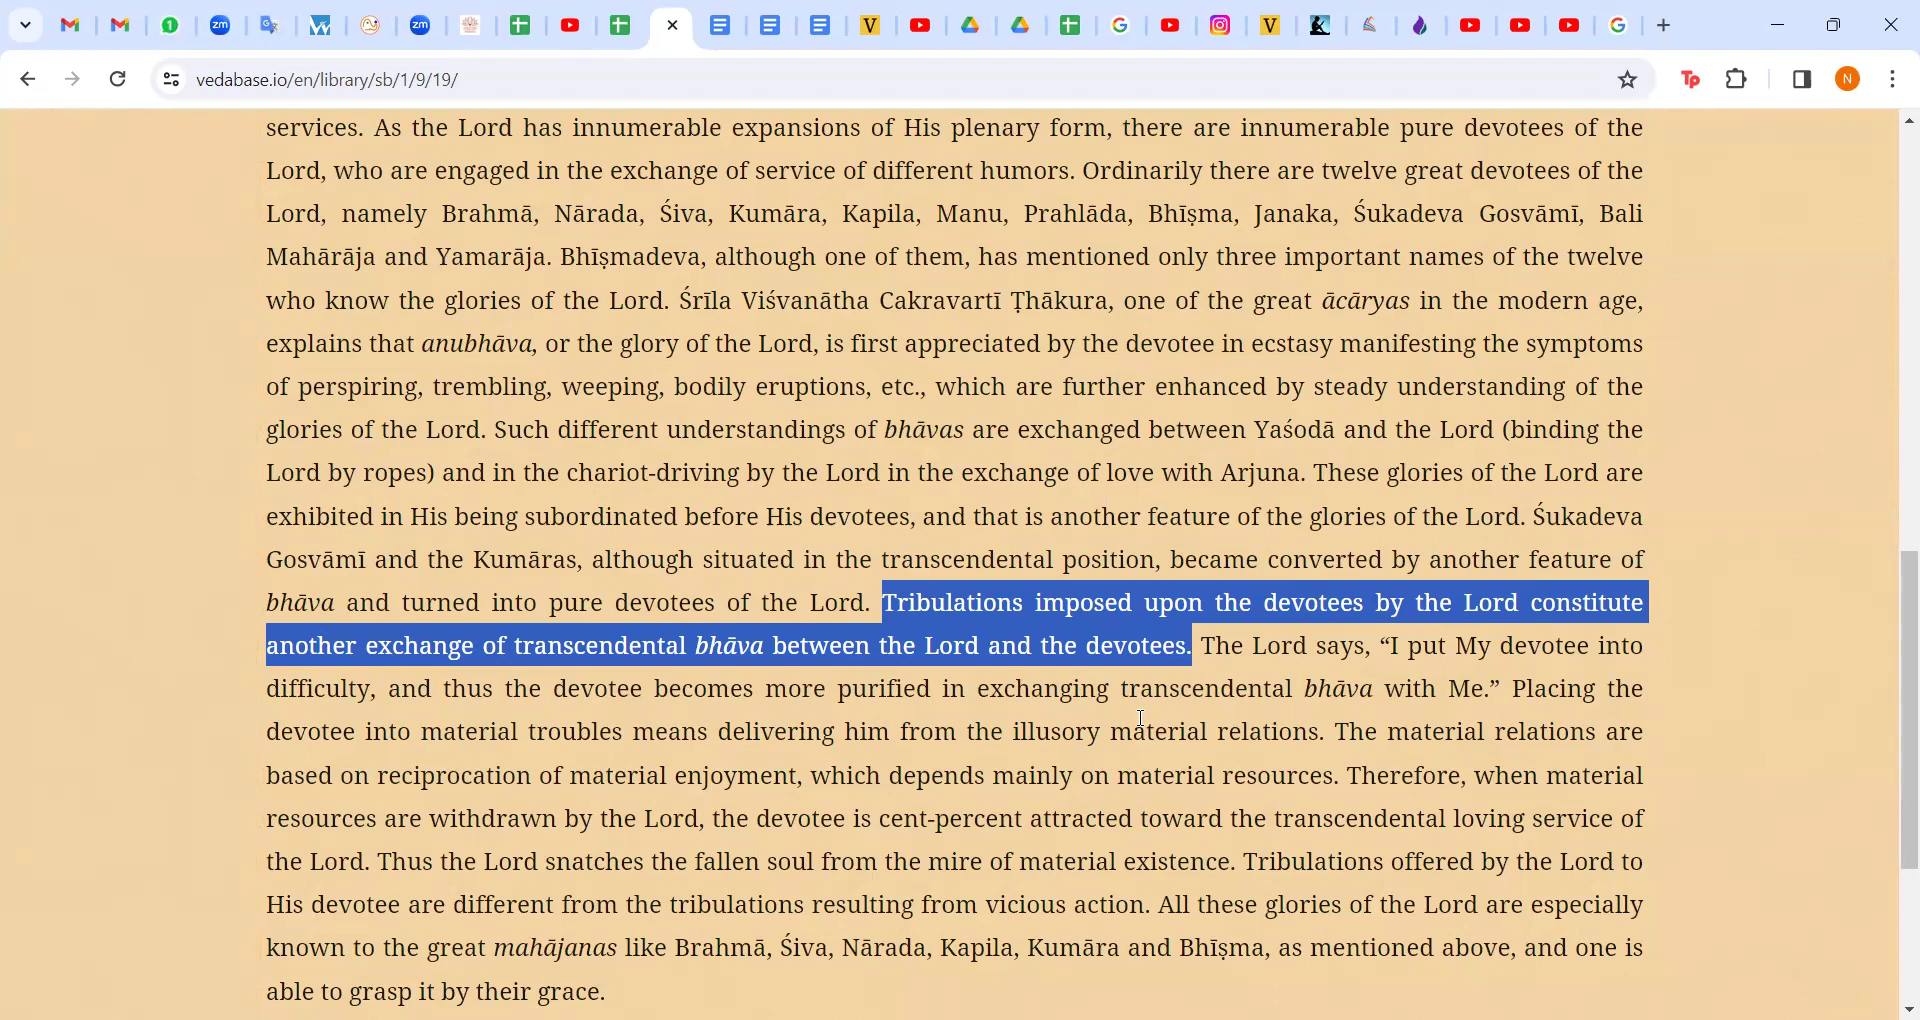 vedabase.io/en/library/sb/1/9/19/
services. As the Lord has innumerable expansions of His plenary form, there are innumerable pure devotees of the
Lord, who are engaged in the exchange of service of different humors. Ordinarily there are twelve great devotees of the
Lord, namely Brahmā, Nārada, Śiva, Kumāra, Kapila, Manu, Prahlāda, Bhīṣma, Janaka, Śukadeva Gosvāmī, Bali
Mahārāja and Yamarāja. Bhīṣmadeva, although one of them, has mentioned only three important names of the twelve
who know the glories of the Lord. Śrīla Viśvanātha Cakravartī Ṭhākura, one of the great ācāryas in the modern age,
explains that anubhāva, or the glory of the Lord, is first appreciated by the devotee in ecstasy manifesting the symptoms
of perspiring, trembling, weeping, bodily eruptions, etc., which are further enhanced by steady understanding of the
glories of the Lord. Such different understandings of bhāvas are exchanged between Yaśodā and the Lord (binding the
Lord by ropes) and in the chariot-driving by the Lord in the exchange of love with Arjuna. These glories of the Lord are
exhibited in His being subordinated before His devotees, and that is another feature of the glories of the Lord. Śukadeva
Gosvāmī and the Kumāras, although situated in the transcendental position, became converted by another feature of
bhāva and turned into pure devotees of the Lord. Tribulations imposed upon the devotees by the Lord constitute
another exchange of transcendental bhāva between the Lord and the devotees. The Lord says, “I put My devotee into
difficulty, and thus the devotee becomes more purified in exchanging transcendental bhāva with Me.” Placing the
devotee into material troubles means delivering him from the illusory material relations. The material relations are
based on reciprocation of material enjoyment, which depends mainly on material resources. Therefore, when material
resources are withdrawn by the Lord, the devotee is cent-percent attracted toward the transcendental loving service of
the Lord. Thus the Lord snatches the fallen soul from the mire of material existence. Tribulations offered by the Lord to
His devotee are different from the tribulations resulting from vicious action. All these glories of the Lord are especially
known to the great mahājanas like Brahmā, Śiva, Nārada, Kapila, Kumāra and Bhīṣma, as mentioned above, and one is
able to grasp it by their grace.